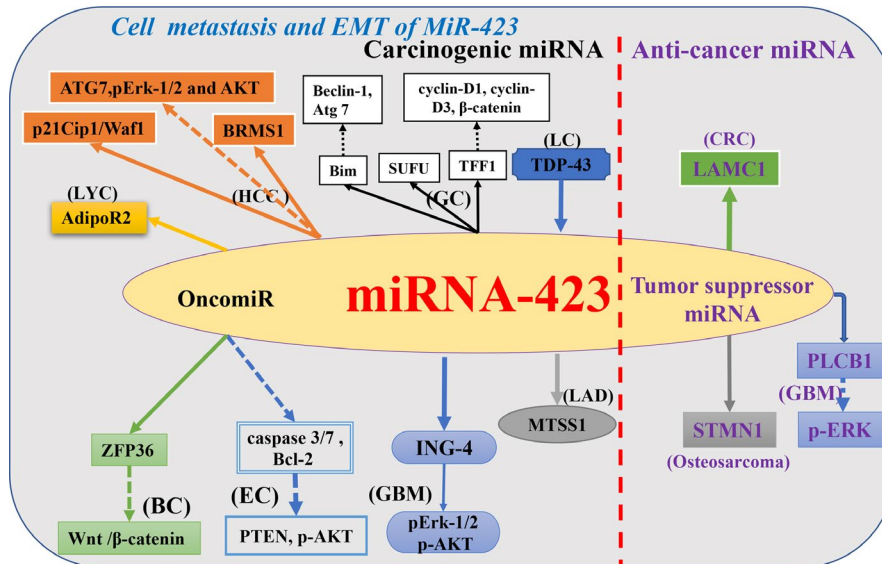 Cell metastasis and EMT of MiR-423
Carcinogenic miRNA
Anti-cancer miRNA
ATG7,pErk-1/2 and AKT
Beclin-1,
Atg 7
cyclin-D1, cyclin-
D3, β-catenin
p21Cip1/Waf1
BRMS1
(LC)
(CRC)
Bim
SUFU
TFF1
TDP-43
LAMC1
(LYC)
(HCC)
(GC)
AdipoR2
OncomiR
miRNA-423
Tumor suppressor
miRNA
PLCB1
(GBM)
p-ERK
(LAD)
MTSS1
STMN1
(Osteosarcoma)
ZFP36
caspase 3/7 ,
Bcl-2
ING-4
(BC)
(EC)
(GBM)
Wnt /β-catenin
PTEN, p-AKT
pErk-1/2
p-AKT